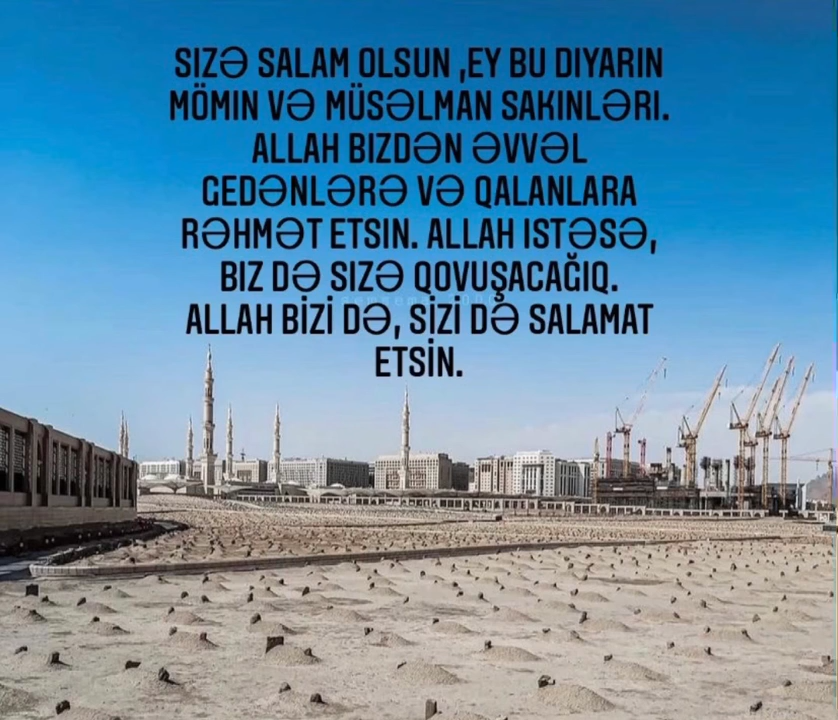 SIZƏ SALAM OLSUN ,EY BU DIYARIN
MÖMIN VƏ MÜSƏLMAN SAKINLƏRI.
ALLAH BIZDƏN ƏVVƏL
GEDƏNLƏRƏ VƏ QALANLARA
RƏHMƏT ETSIN. ALLAH ISTƏSƏ,
BIZ DƏ SIZƏ QOVUŞACAĞIQ.
ALLAH BİZİ DƏ, SİZİ DƏ SALAMAT
ETSİN.